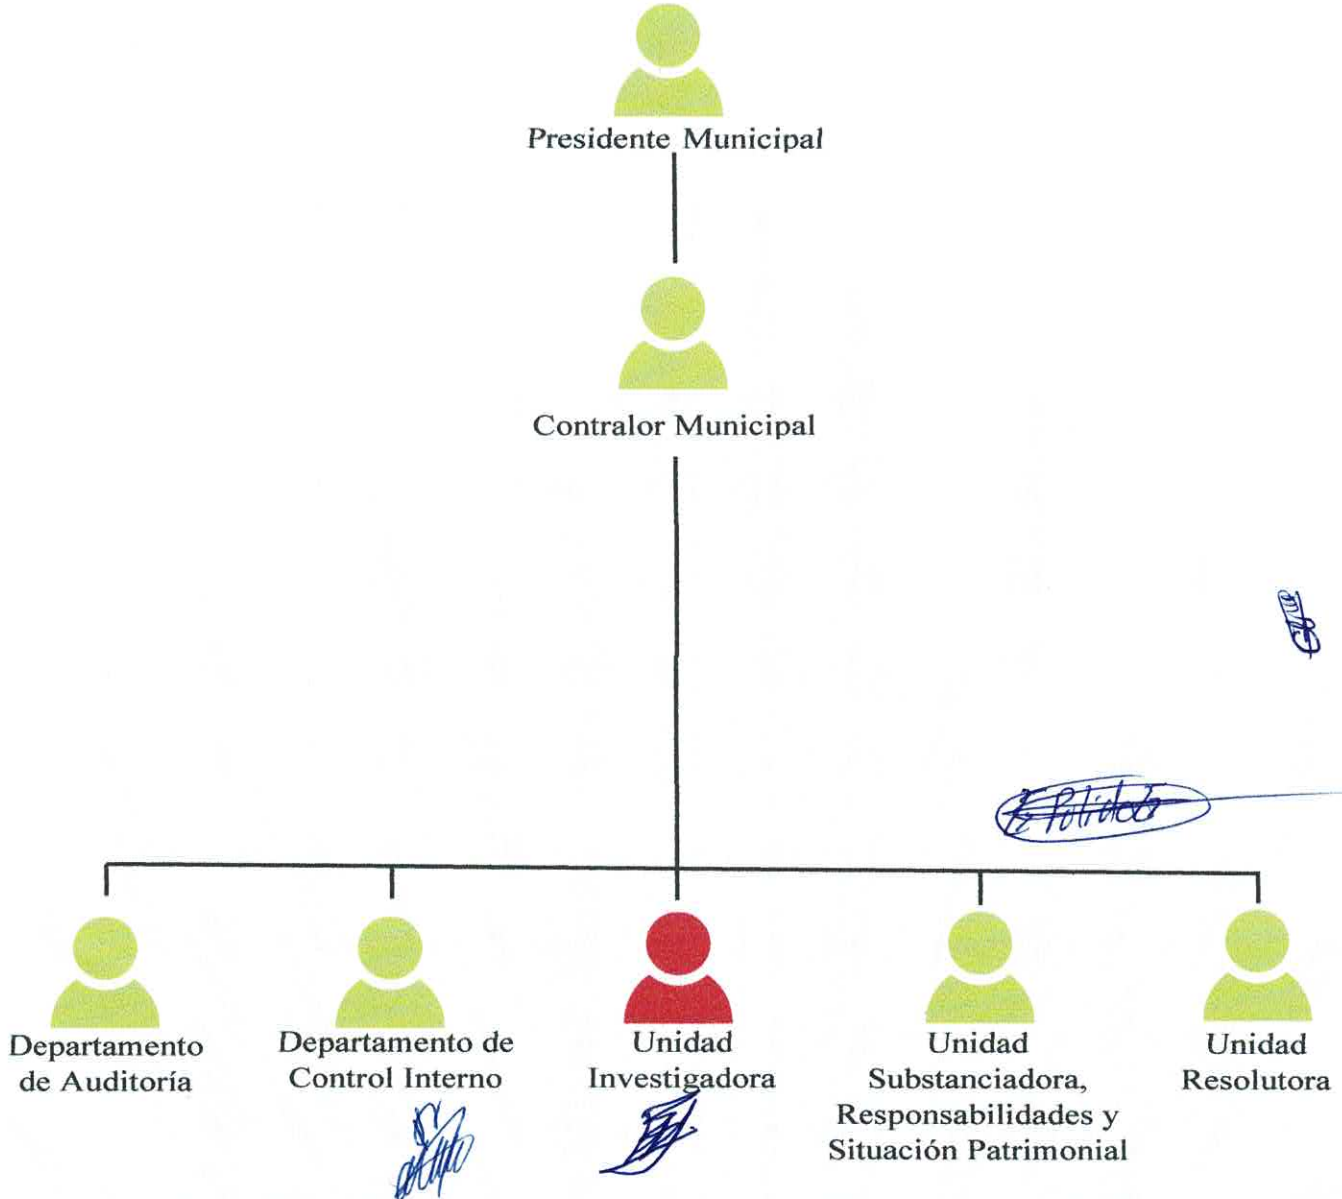 Presidente Municipal
Contralor Municipal
Departamento
de Auditoría
Departamento de
Control Interno
Unidad
Investigadora
Unidad
Substanciadora,
Responsabilidades y
Situación Patrimonial
Unidad
Resolutora